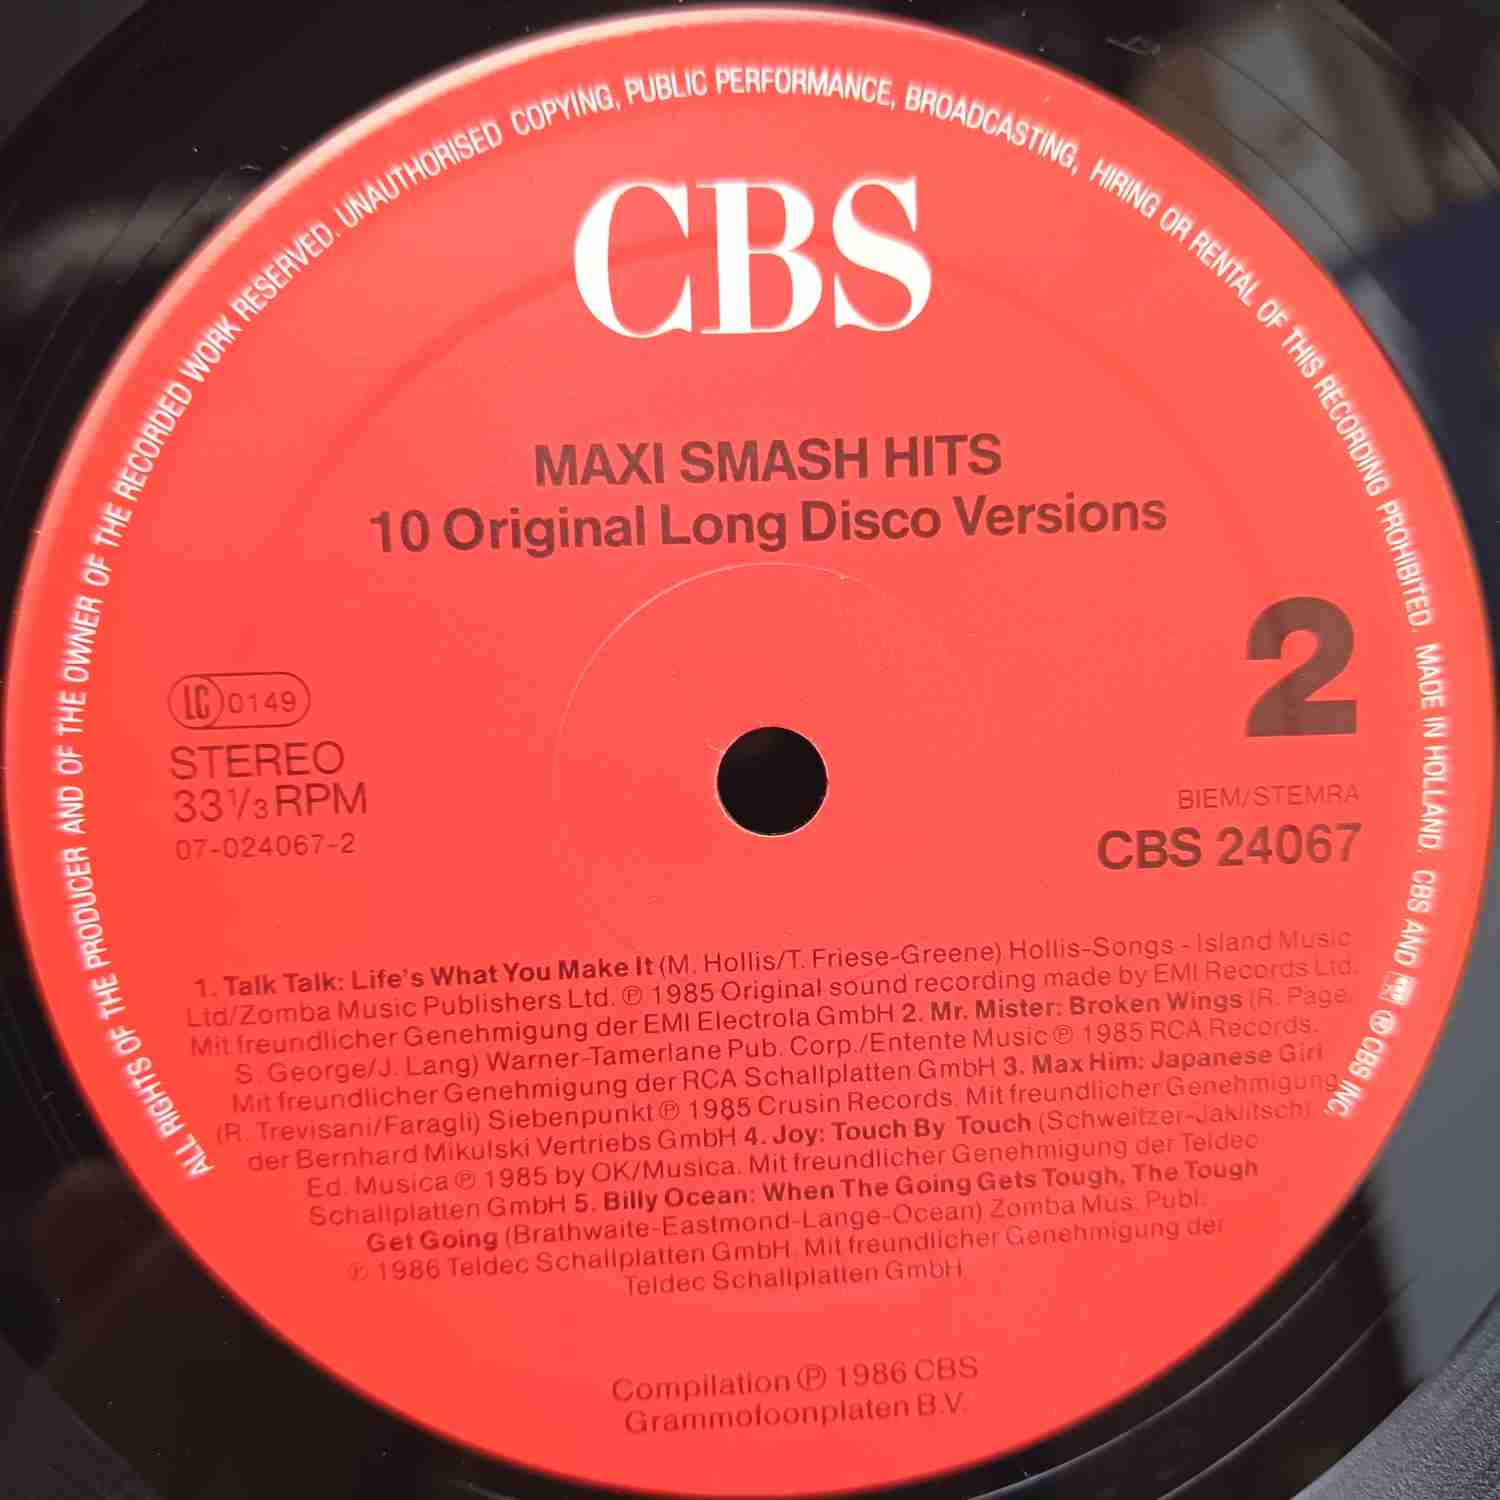 ALL RIGHTS OF THE PRODUCER AND OF THE OWNER OF THE RECORDED WORK RESERVED. UNAUTHORISED COPYING, PUBLIC PERFORMANCE, BROADCASTING, HIRING OR RENTAL OF THIS RECORDING PROHIBITED. MADE IN HOLLAND. CBS AND ® CBS INC.
CBS
MAXI SMASH HITS
10 Original Long Disco Versions
2
LC 0149
STEREO
33 1/3 RPM
07-024067-2
BIEM/STEMRA
CBS 24067
1. Talk Talk: Life's What You Make It (M. Hollis/T. Friese-Greene) Hollis-Songs - Island Music
Ltd/Zomba Music Publishers Ltd. ℗ 1985 Original sound recording made by EMI Records Ltd.
Mit freundlicher Genehmigung der EMI Electrola GmbH 2. Mr. Mister: Broken Wings (R. Page,
S. George/J. Lang) Warner-Tamerlane Pub. Corp./Entente Music ℗ 1985 RCA Records.
Mit freundlicher Genehmigung der RCA Schallplatten GmbH 3. Max Him: Japanese Girl
(R. Trevisani/Faragli) Siebenpunkt ℗ 1985 Crusin Records. Mit freundlicher Genehmigung
der Bernhard Mikulski Vertriebs GmbH 4. Joy: Touch By Touch (Schweitzer-Jaklitsch)
Ed. Musica ℗ 1985 by OK/Musica. Mit freundlicher Genehmigung der Teldec
Schallplatten GmbH 5. Billy Ocean: When The Going Gets Tough, The Tough
Get Going (Brathwaite-Eastmond-Lange-Ocean) Zomba Mus. Publ.
℗ 1986 Teldec Schallplatten GmbH. Mit freundlicher Genehmigung der
Teldec Schallplatten GmbH
Compilation ℗ 1986 CBS
Grammofoonplaten B.V.